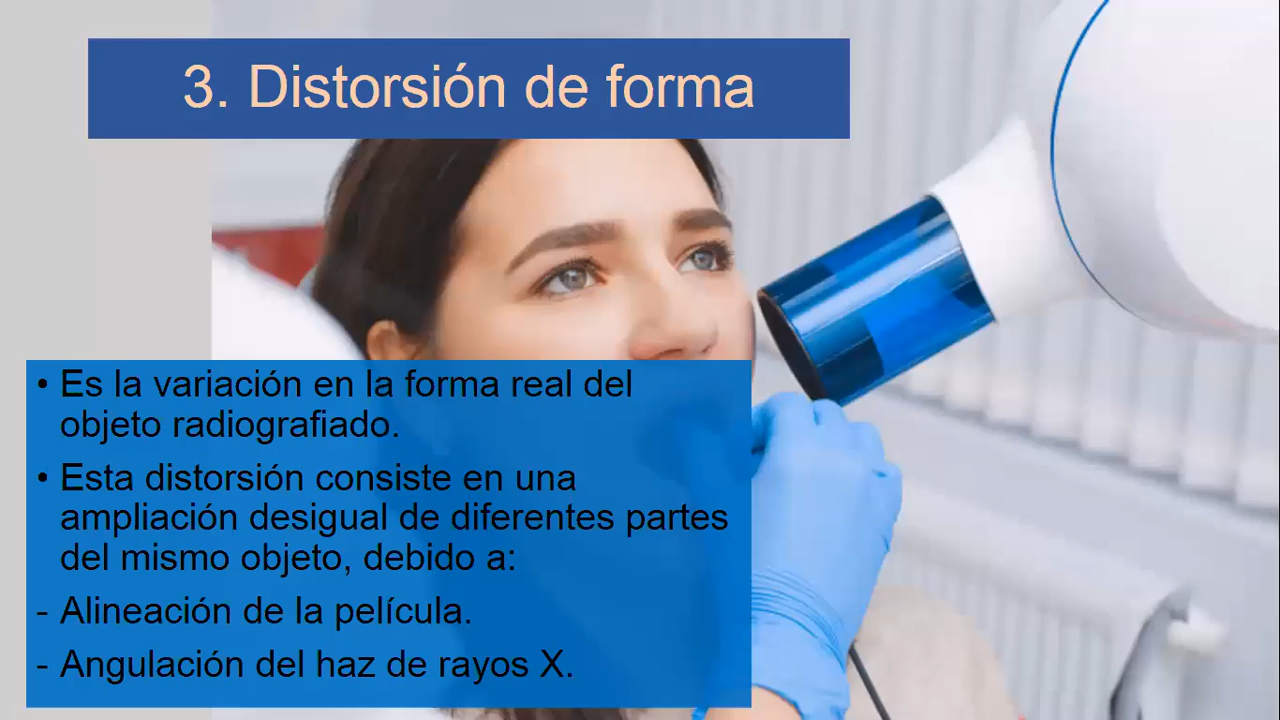 3. Distorsión de forma
• Es la variación en la forma real del
objeto radiografiado.
• Esta distorsión consiste en una
ampliación desigual de diferentes partes
del mismo objeto, debido a:
- Alineación de la película.
- Angulación del haz de rayos X.